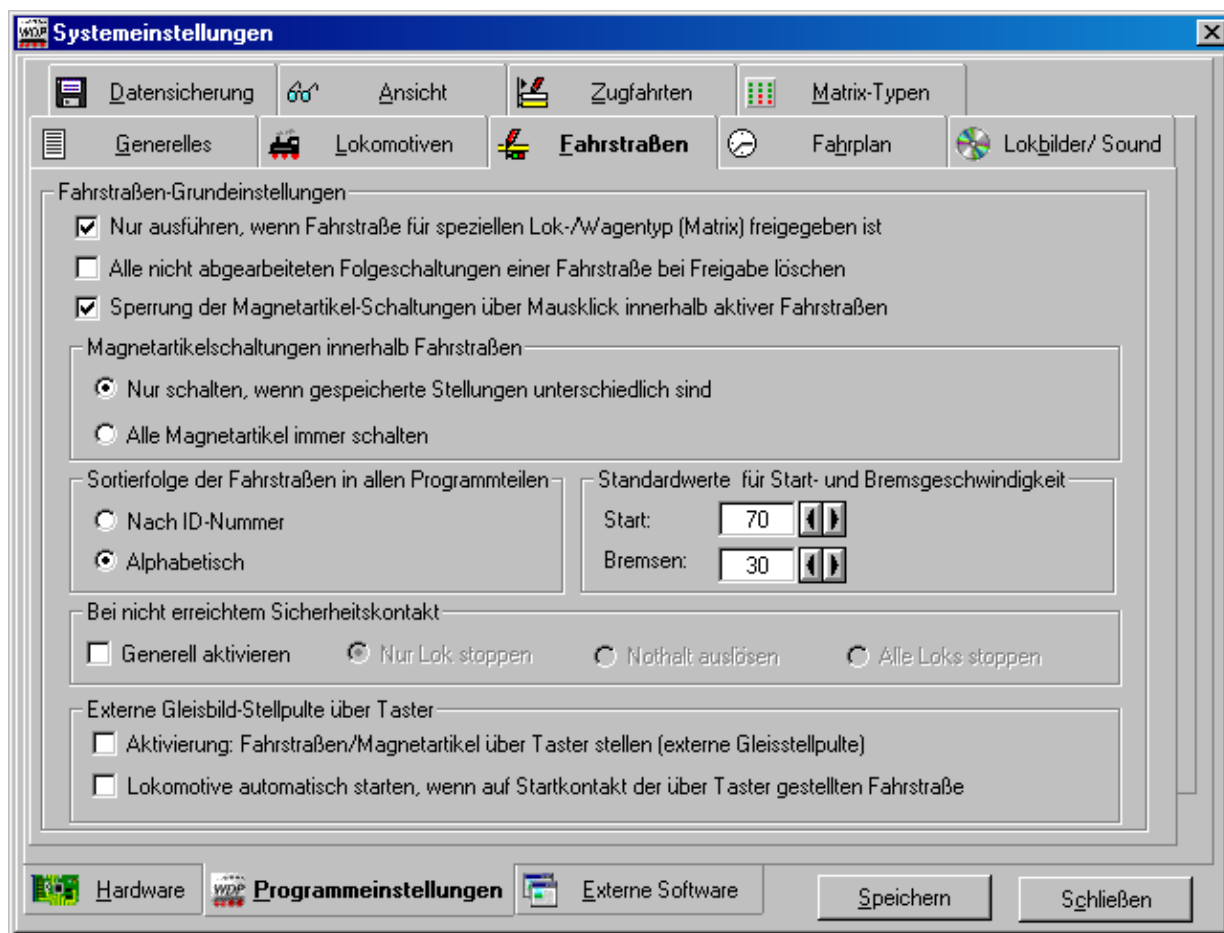 WDP Systemeinstellungen
Datensicherung Ansicht Zugfahrten Matrix-Typen
Generelles Lokomotiven Fahrstraßen Fahrplan Lokbilder/ Sound
Fahrstraßen-Grundeinstellungen
Nur ausführen, wenn Fahrstraße für speziellen Lok-/Wagentyp (Matrix) freigegeben ist
Alle nicht abgearbeiteten Folgeschaltungen einer Fahrstraße bei Freigabe löschen
Sperrung der Magnetartikel-Schaltungen über Mausklick innerhalb aktiver Fahrstraßen
Magnetartikelschaltungen innerhalb Fahrstraßen
Nur schalten, wenn gespeicherte Stellungen unterschiedlich sind
Alle Magnetartikel immer schalten
Sortierfolge der Fahrstraßen in allen Programmteilen
Nach ID-Nummer
Alphabetisch
Standardwerte für Start- und Bremsgeschwindigkeit
Start: 70
Bremsen: 30
Bei nicht erreichtem Sicherheitskontakt
Generell aktivieren Nur Lok stoppen Nothalt auslösen Alle Loks stoppen
Externe Gleisbild-Stellpulte über Taster
Aktivierung: Fahrstraßen/Magnetartikel über Taster stellen (externe Gleisstellpulte)
Lokomotive automatisch starten, wenn auf Startkontakt der über Taster gestellten Fahrstraße
Hardware WDP Programmeinstellungen Externe Software Speichern Schließen